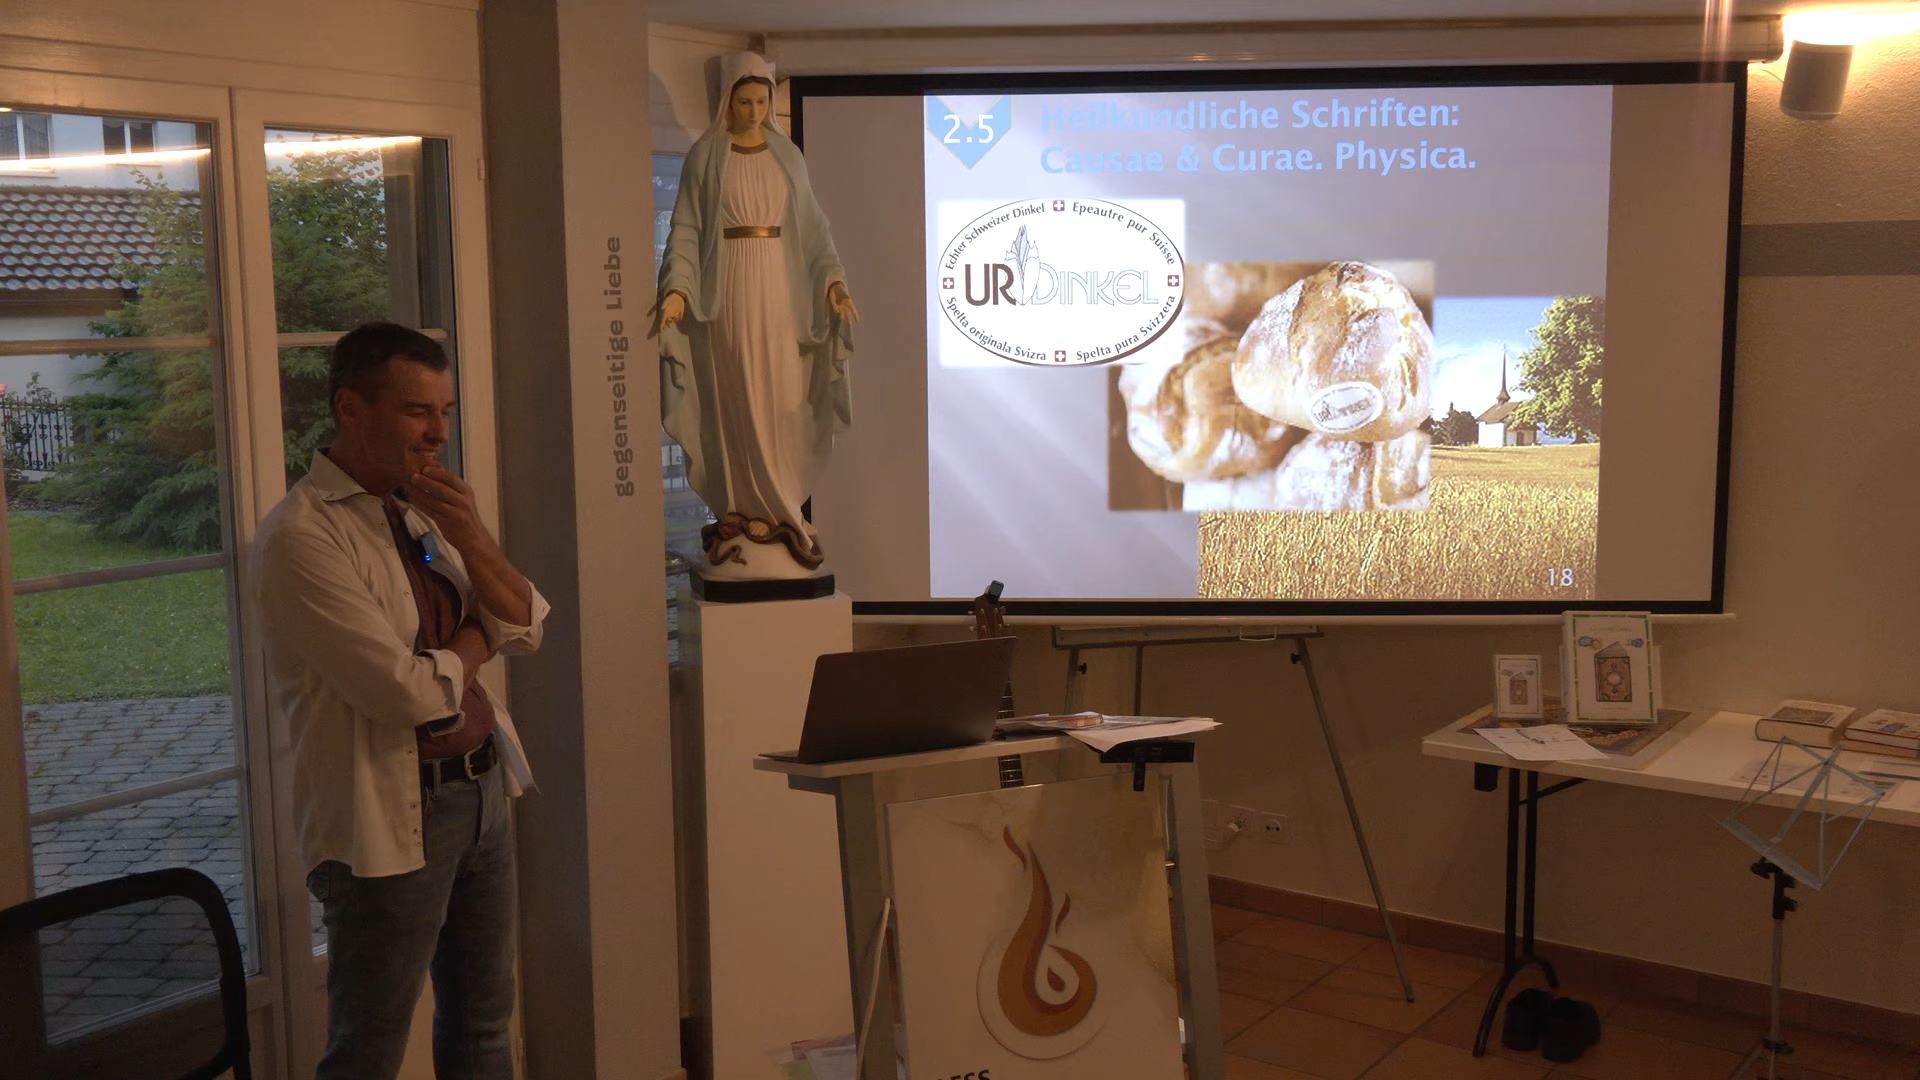 gegenseitige Liebe
2.5
Heilkundliche Schriften:
Causae & Curae. Physica.
Echter Schweizer Dinkel
Epeautre pur Suisse
URDINKEL
Spelta originala Svizra
Spelta pura Svizzera
URDINKEL
18